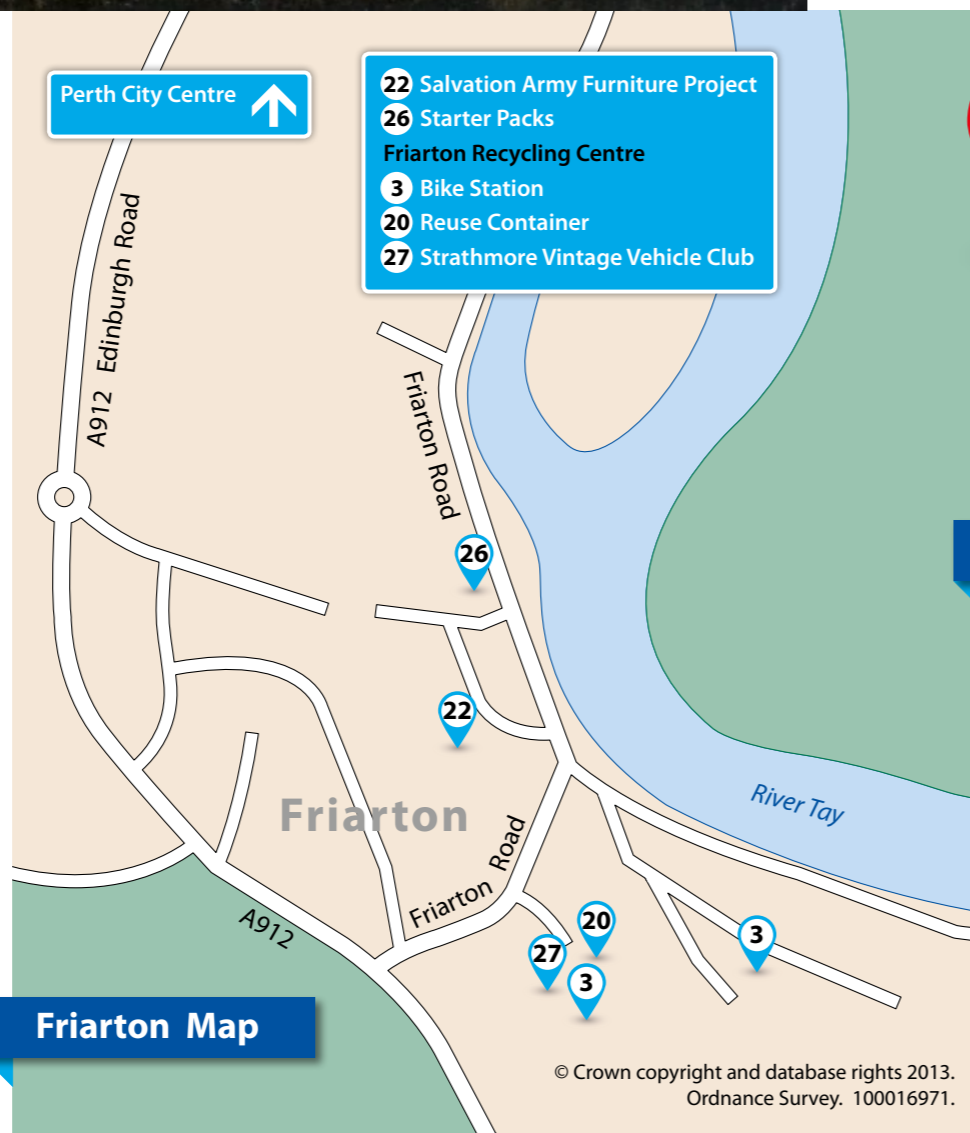 Perth City Centre
22 Salvation Army Furniture Project
26 Starter Packs
Friarton Recycling Centre
3 Bike Station
20 Reuse Container
27 Strathmore Vintage Vehicle Club
A912 Edinburgh Road
Friarton Road
26
22
Friarton
River Tay
Friarton Road
A912
20
27
3
3
Friarton Map
© Crown copyright and database rights 2013.
Ordnance Survey. 100016971.